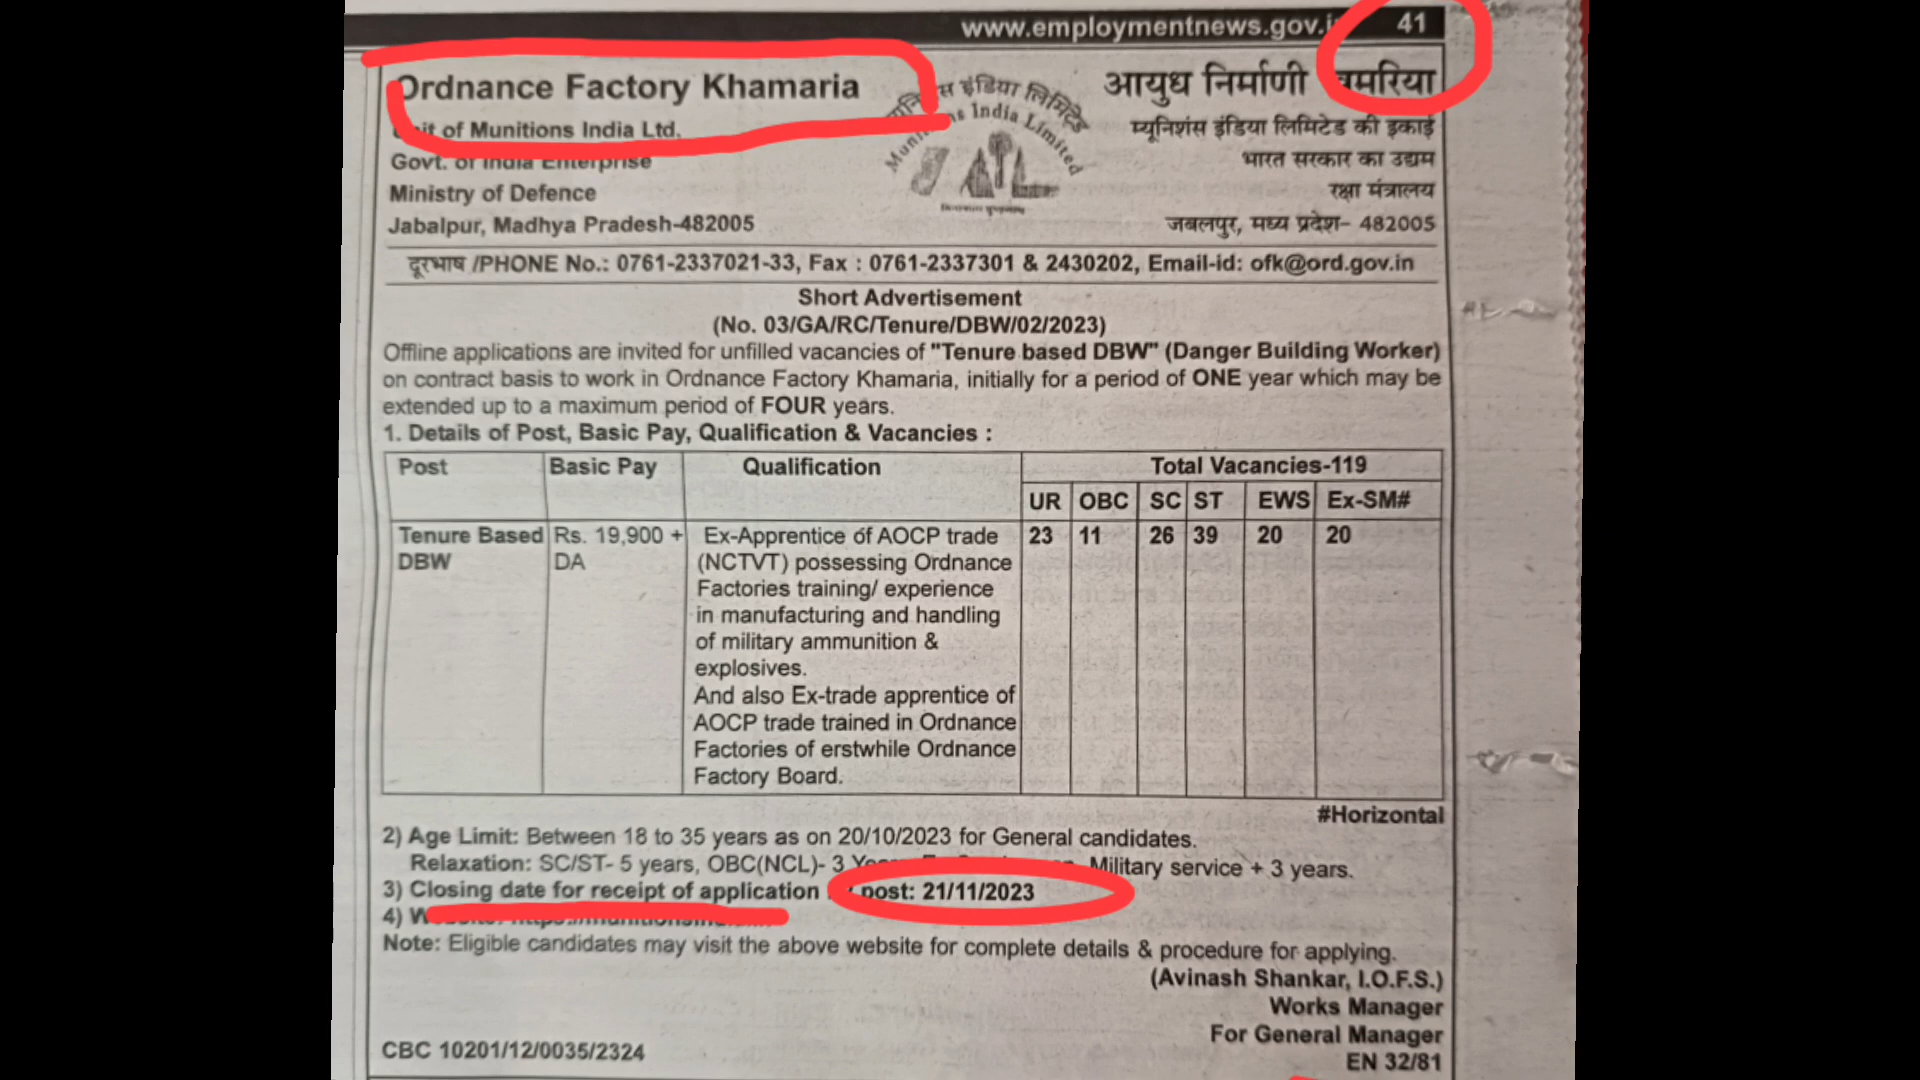 www.employmentnews.gov.i 41
Ordnance Factory Khamaria
Unit of Munitions India Ltd.
Govt. of India Enterprise
Ministry of Defence
Jabalpur, Madhya Pradesh-482005
इंडिया लिमिटेड
Munitions India Limited
आयुध निर्माणी
म्यूनिशंस इंडिया लिमिटेड की इकाई
भारत सरकार का उद्यम
रक्षा मंत्रालय
जबलपुर, मध्य प्रदेश– 482005
दूरभाष /PHONE No.: 0761-2337021-33, Fax : 0761-2337301 & 2430202, Email-id: ofk@ord.gov.in
Short Advertisement
(No. 03/GA/RC/Tenure/DBW/02/2023)
Offline applications are invited for unfilled vacancies of "Tenure based DBW" (Danger Building Worker)
on contract basis to work in Ordnance Factory Khamaria, initially for a period of ONE year which may be
extended up to a maximum period of FOUR years.
1. Details of Post, Basic Pay, Qualification & Vacancies :
Post Basic Pay Qualification Total Vacancies-119
UR OBC SC ST EWS Ex-SM#
Tenure Based Rs. 19,900 + Ex-Apprentice of AOCP trade 23 11 26 39 20 20
DBW DA (NCTVT) possessing Ordnance
Factories training/ experience
in manufacturing and handling
of military ammunition &
explosives.
And also Ex-trade apprentice of
AOCP trade trained in Ordnance
Factories of erstwhile Ordnance
Factory Board.
#Horizontal
2) Age Limit: Between 18 to 35 years as on 20/10/2023 for General candidates.
Relaxation: SC/ST- 5 years, OBC(NCL)- 3 Military service + 3 years.
3) Closing date for receipt of application post: 21/11/2023
4)
Note: Eligible candidates may visit the above website for complete details & procedure for applying.
(Avinash Shankar, I.O.F.S.)
Works Manager
For General Manager
CBC 10201/12/0035/2324
EN 32/81